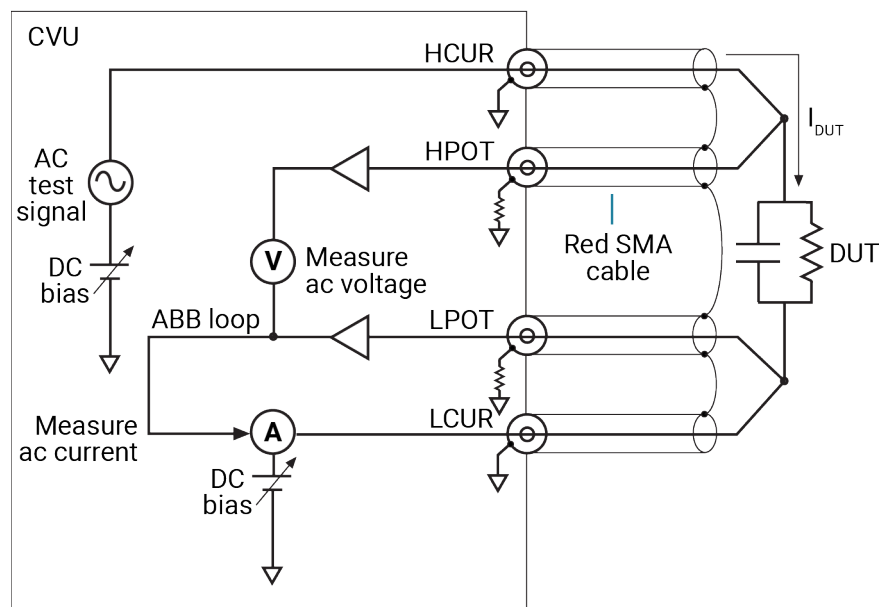 CVU
HCUR
I_DUT
HPOT
AC
test
signal
V
Measure
ac voltage
Red SMA
cable
DUT
DC
bias
ABB loop
LPOT
LCUR
Measure
ac current
A
DC
bias